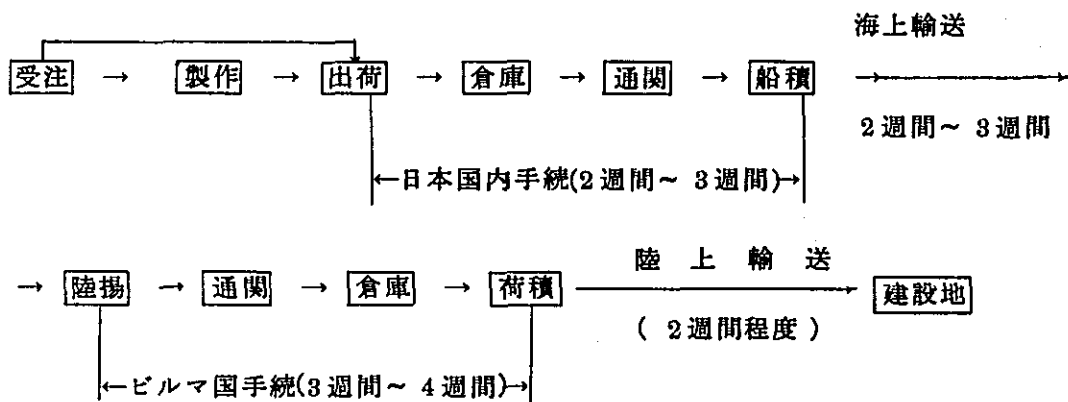 海上輸送
受注 → 製作 → 出荷 → 倉庫 → 通関 → 船積
2週間～3週間
←日本国内手続(2週間～3週間)→
陸上輸送
→ 陸揚 → 通関 → 倉庫 → 荷積 建設地
(2週間程度)
←ビルマ国手続(3週間～4週間)→